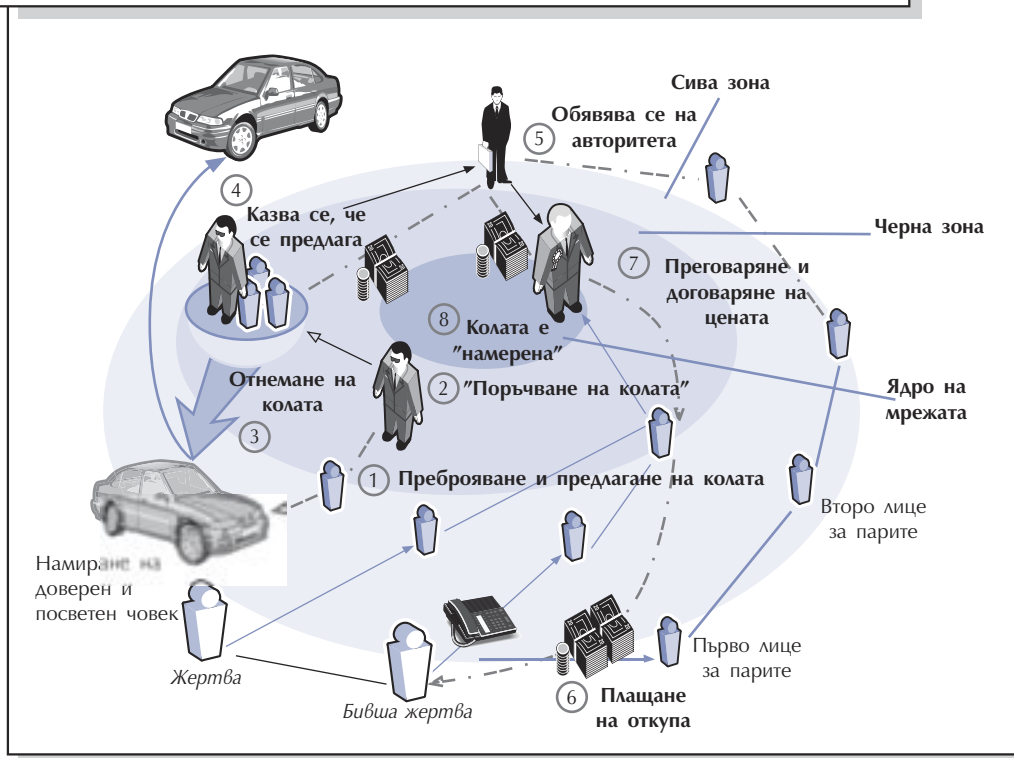 Сива зона
5
Обявява се на
авторитета
4
Казва се, че
се предлага
Черна зона
7
Преговаряне и
договаряне на
цената
8
Колата е
"намерена"
Ядро на
мрежата
2
"Поръчване на колата"
Отнемане на
колата
3
1
Преброяване и предлагане на колата
Второ лице
за парите
Намиране на
доверен и
посветен човек
Първо лице
за парите
Жертва
Бивша жертва
6
Плащане
на откупа